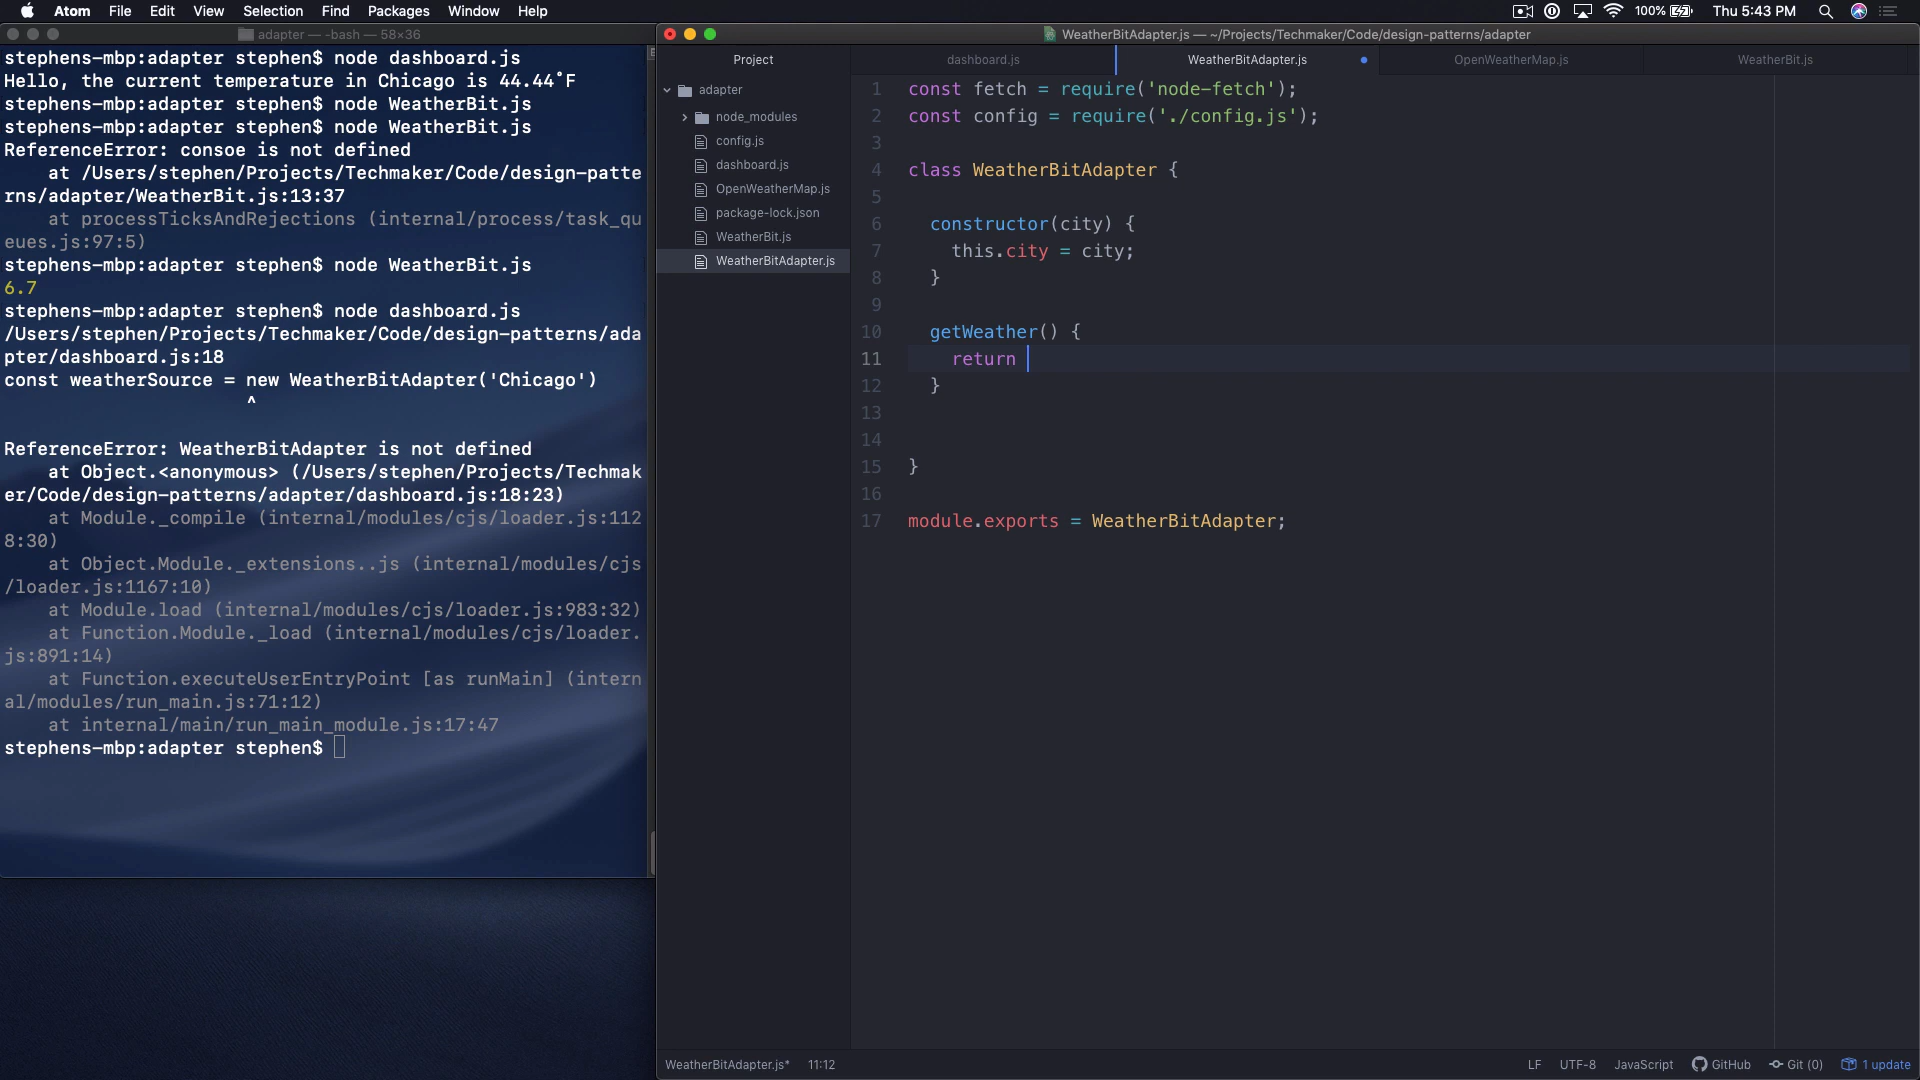 Atom File Edit View Selection Find Packages Window Help
100% Thu 5:43 PM
adapter — -bash — 58×36
stephens-mbp:adapter stephen$ node dashboard.js
Hello, the current temperature in Chicago is 44.44°F
stephens-mbp:adapter stephen$ node WeatherBit.js
stephens-mbp:adapter stephen$ node WeatherBit.js
ReferenceError: consoe is not defined
at /Users/stephen/Projects/Techmaker/Code/design-patte
rns/adapter/WeatherBit.js:13:37
at processTicksAndRejections (internal/process/task_qu
eues.js:97:5)
stephens-mbp:adapter stephen$ node WeatherBit.js
6.7
stephens-mbp:adapter stephen$ node dashboard.js
/Users/stephen/Projects/Techmaker/Code/design-patterns/ada
pter/dashboard.js:18
const weatherSource = new WeatherBitAdapter('Chicago')
^
ReferenceError: WeatherBitAdapter is not defined
at Object.<anonymous> (/Users/stephen/Projects/Techmak
er/Code/design-patterns/adapter/dashboard.js:18:23)
at Module._compile (internal/modules/cjs/loader.js:112
8:30)
at Object.Module._extensions..js (internal/modules/cjs
/loader.js:1167:10)
at Module.load (internal/modules/cjs/loader.js:983:32)
at Function.Module._load (internal/modules/cjs/loader.
js:891:14)
at Function.executeUserEntryPoint [as runMain] (intern
al/modules/run_main.js:71:12)
at internal/main/run_main_module.js:17:47
stephens-mbp:adapter stephen$
WeatherBitAdapter.js — ~/Projects/Techmaker/Code/design-patterns/adapter
Project
adapter
node_modules
config.js
dashboard.js
OpenWeatherMap.js
package-lock.json
WeatherBit.js
WeatherBitAdapter.js
dashboard.js WeatherBitAdapter.js OpenWeatherMap.js WeatherBit.js
1 const fetch = require('node-fetch');
2 const config = require('./config.js');
3
4 class WeatherBitAdapter {
5
6 constructor(city) {
7 this.city = city;
8 }
9
10 getWeather() {
11 return
12 }
13
14
15 }
16
17 module.exports = WeatherBitAdapter;
WeatherBitAdapter.js* 11:12
LF UTF-8 JavaScript GitHub Git (0) 1 update